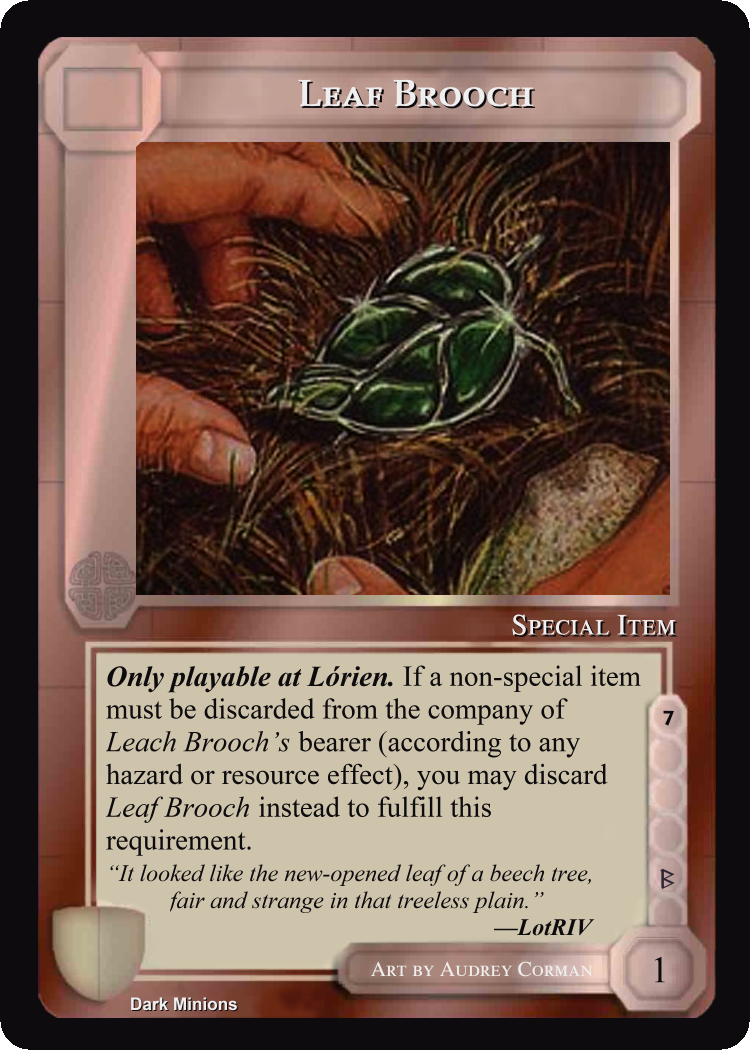 Leaf Brooch
Special Item
Only playable at Lórien. If a non-special item
must be discarded from the company of
Leach Brooch's bearer (according to any
hazard or resource effect), you may discard
Leaf Brooch instead to fulfill this
requirement.
"It looked like the new-opened leaf of a beech tree,
fair and strange in that treeless plain."
—LotRIV
7
Art by Audrey Corman
1
Dark Minions